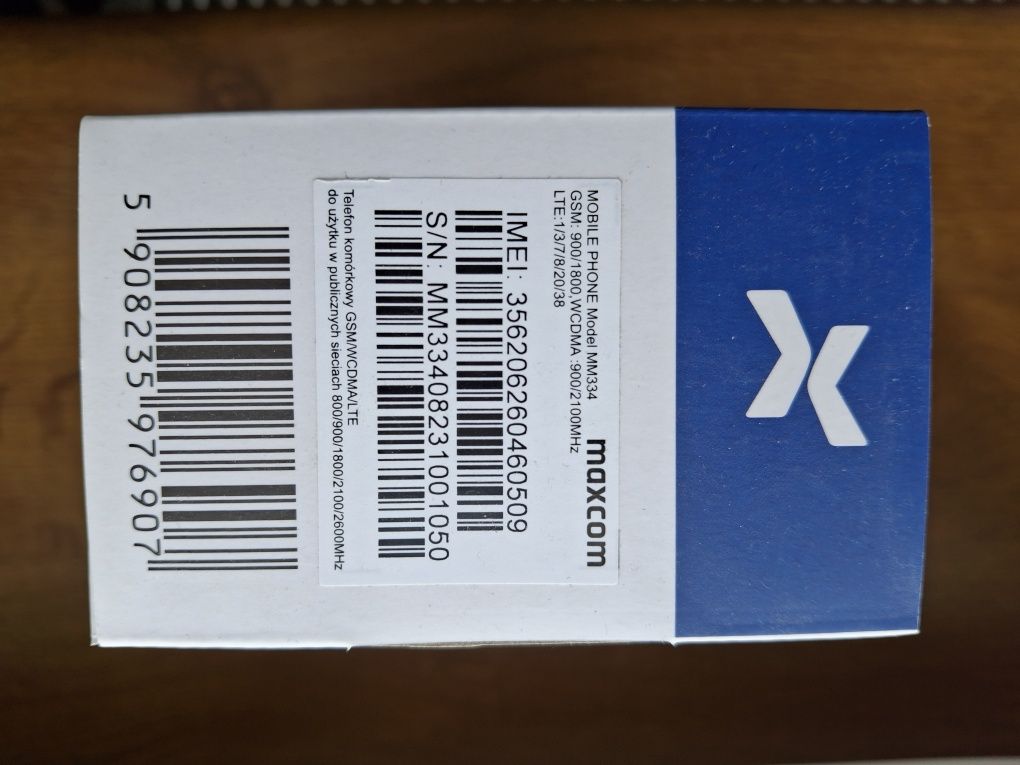 maxcom
MOBILE PHONE Model MM334
GSM: 900/1800,WCDMA :900/2100MHz
LTE:1/3/7/8/20/38
IMEI: 356206260460509
S/N: MM33408231001050
Telefon komórkowy GSM/WCDMA/LTE
do użytku w publicznych sieciach 800/900/1800/2100/2600MHz
5 908235 976907